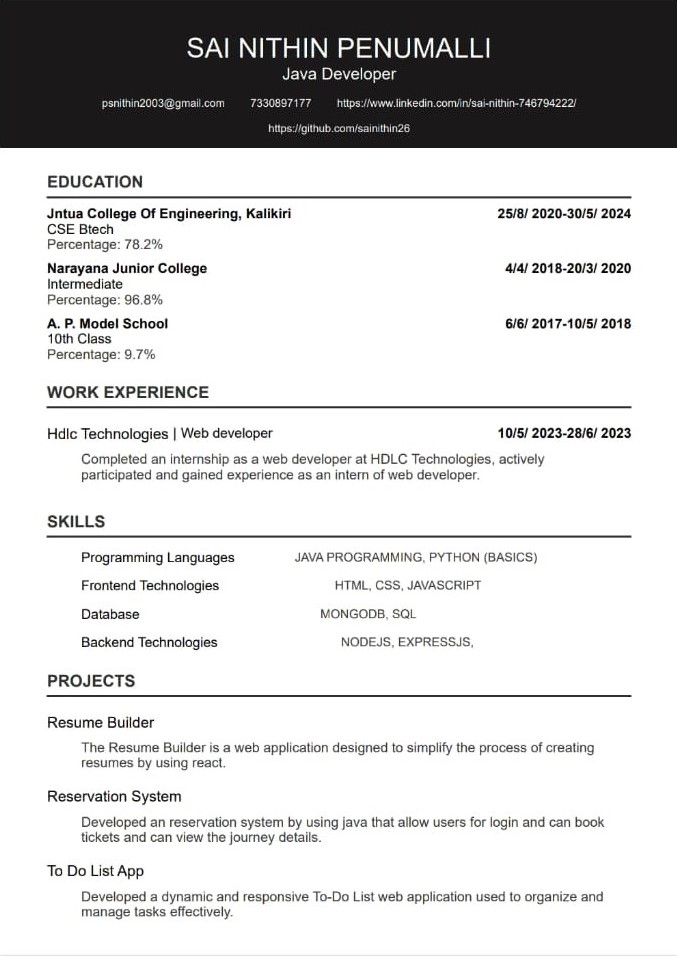 SAI NITHIN PENUMALLI
Java Developer
psnithin2003@gmail.com 7330897177 https://www.linkedin.com/in/sai-nithin-746794222/
https://github.com/sainithin26
EDUCATION
Jntua College Of Engineering, Kalikiri 25/8/ 2020-30/5/ 2024
CSE Btech
Percentage: 78.2%
Narayana Junior College 4/4/ 2018-20/3/ 2020
Intermediate
Percentage: 96.8%
A. P. Model School 6/6/ 2017-10/5/ 2018
10th Class
Percentage: 9.7%
WORK EXPERIENCE
Hdlc Technologies | Web developer 10/5/ 2023-28/6/ 2023
Completed an internship as a web developer at HDLC Technologies, actively
participated and gained experience as an intern of web developer.
SKILLS
Programming Languages JAVA PROGRAMMING, PYTHON (BASICS)
Frontend Technologies HTML, CSS, JAVASCRIPT
Database MONGODB, SQL
Backend Technologies NODEJS, EXPRESSJS,
PROJECTS
Resume Builder
The Resume Builder is a web application designed to simplify the process of creating
resumes by using react.
Reservation System
Developed an reservation system by using java that allow users for login and can book
tickets and can view the journey details.
To Do List App
Developed a dynamic and responsive To-Do List web application used to organize and
manage tasks effectively.